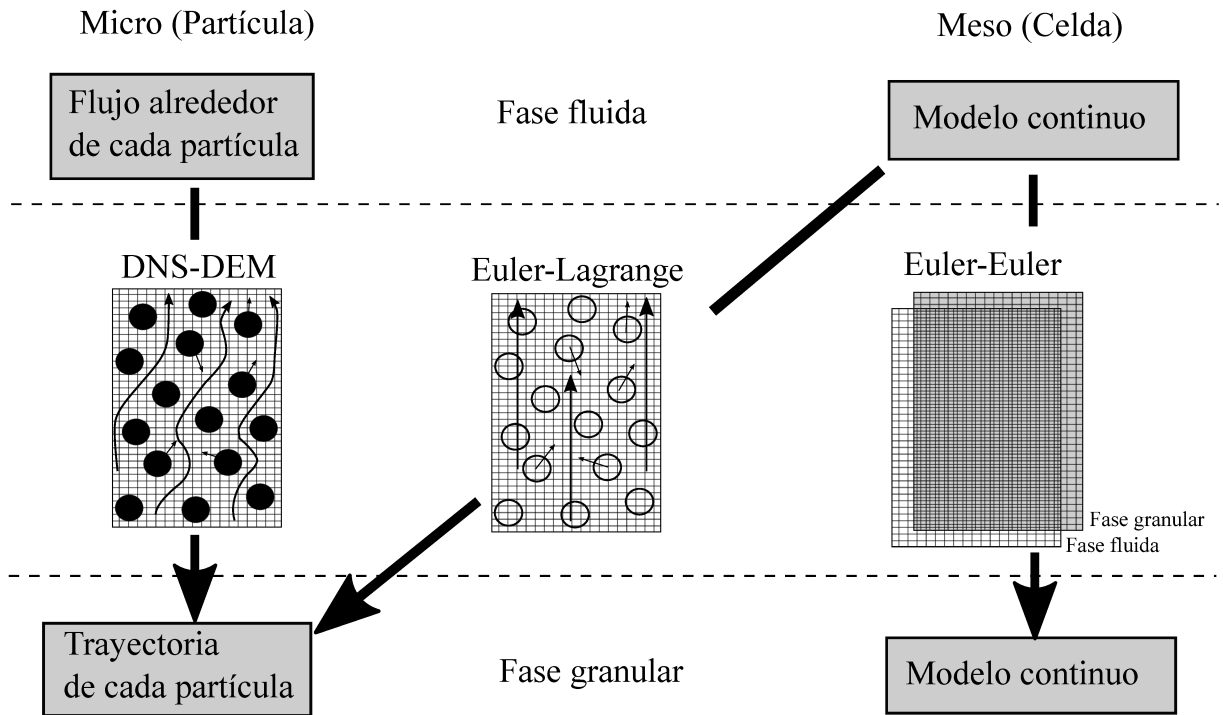 Micro (Partícula)
Meso (Celda)
Flujo alrededor
de cada partícula
Fase fluida
Modelo continuo
DNS-DEM
Euler-Lagrange
Euler-Euler
Fase granular
Fase fluida
Trayectoria
de cada partícula
Fase granular
Modelo continuo